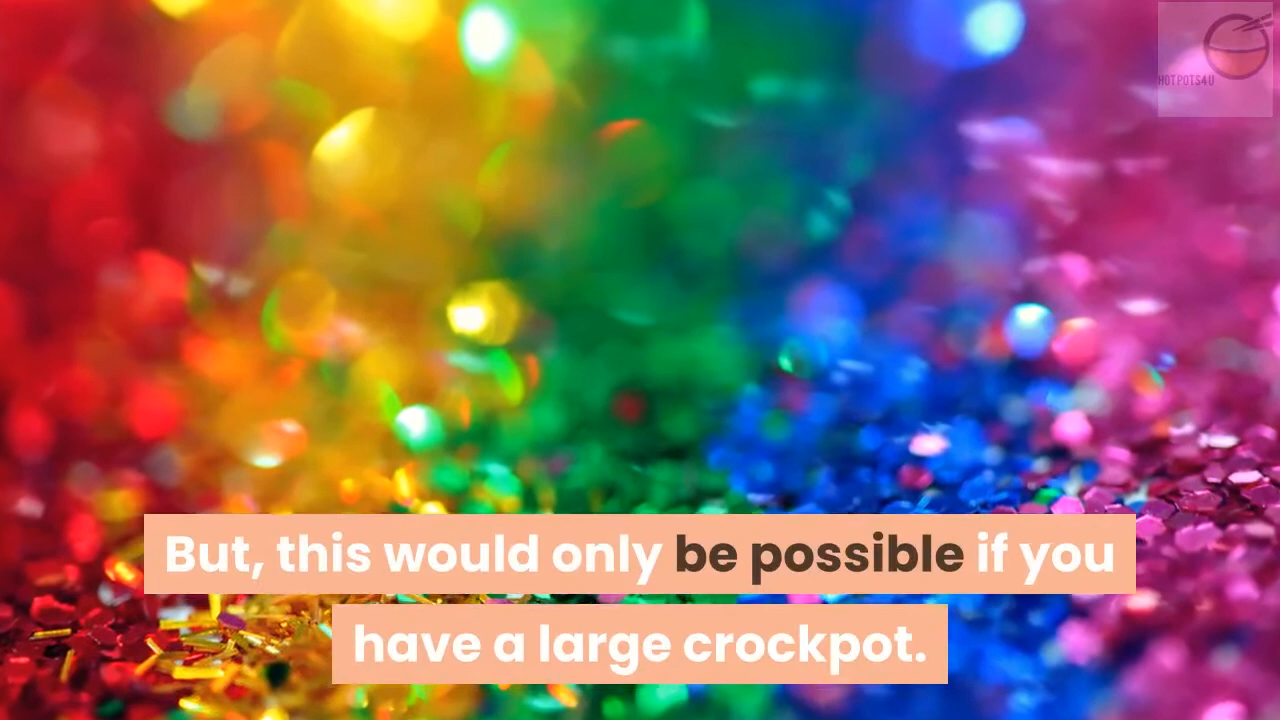 HOTPOTS4U
But, this would only be possible if you
have a large crockpot.